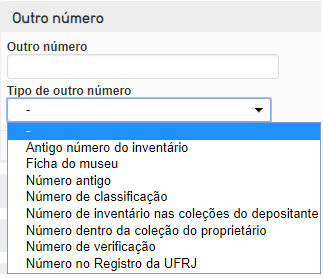 Outro número
Outro número
Tipo de outro número
-
-
Antigo número do inventário
Ficha do museu
Número antigo
Número de classificação
Número de inventário nas coleções do depositante
Número dentro da coleção do proprietário
Número de verificação
Número no Registro da UFRJ